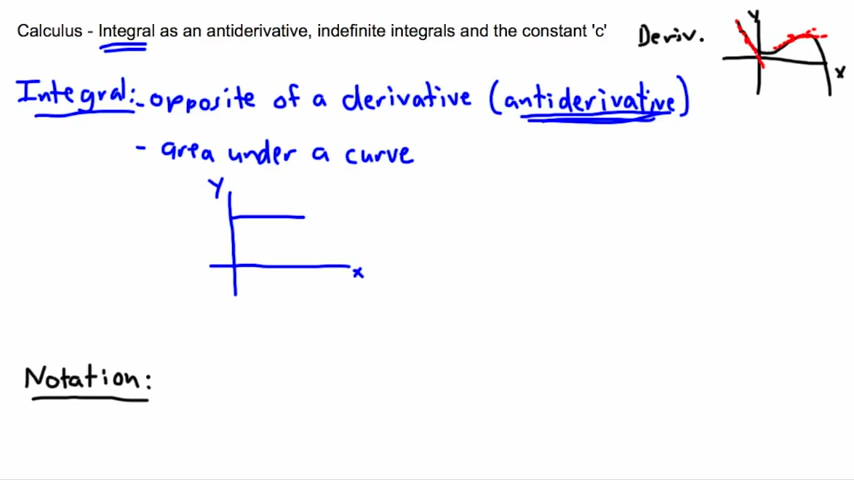 Calculus - Integral as an antiderivative, indefinite integrals and the constant 'c'
Deriv.
y
x
Integral: - opposite of a derivative (antiderivative)
- area under a curve
y
x
Notation: